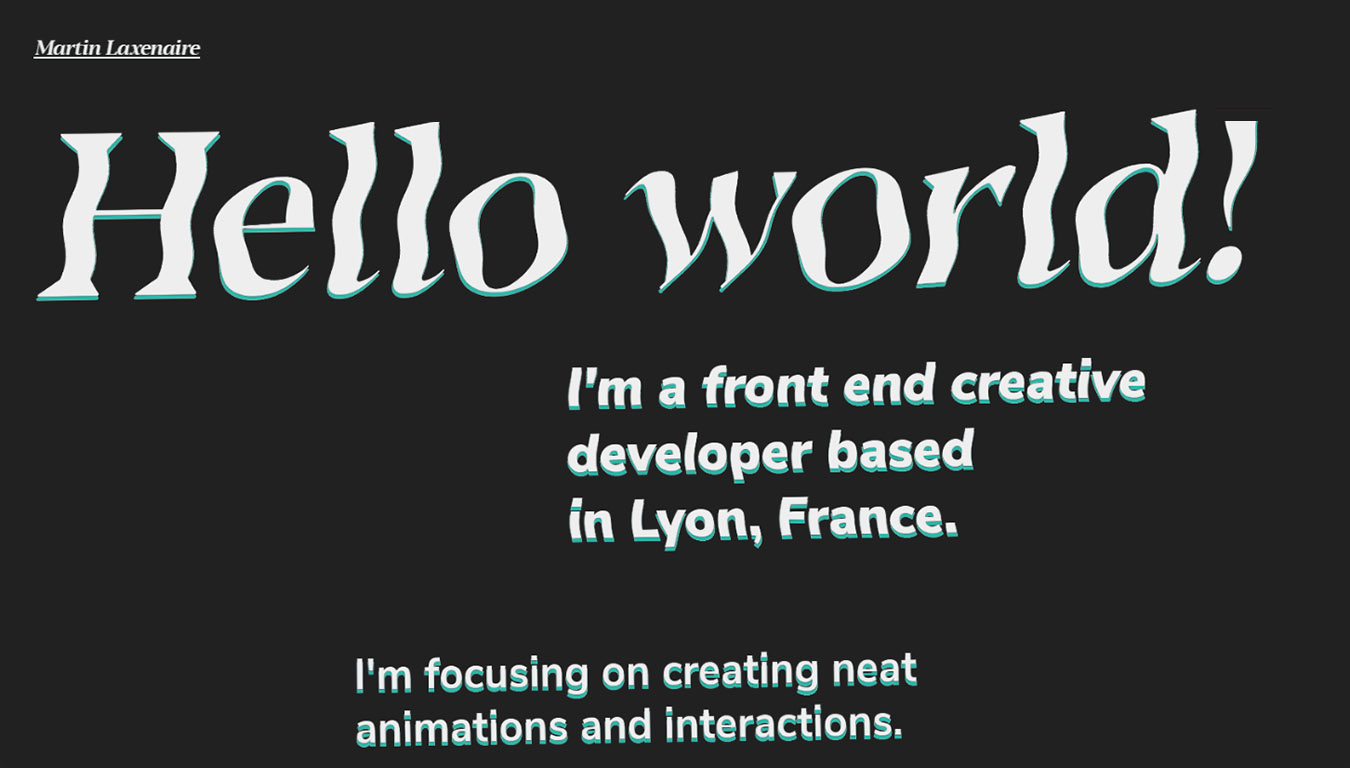 Martin Laxenaire
Hello world!
I'm a front end creative
developer based
in Lyon, France.
I'm focusing on creating neat
animations and interactions.